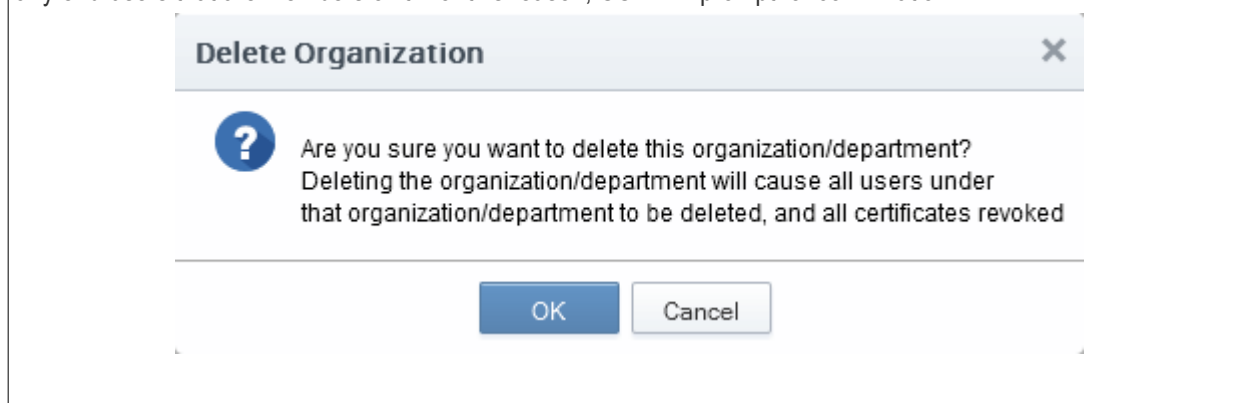 Delete Organization
Are you sure you want to delete this organization/department?
Deleting the organization/department will cause all users under
that organization/department to be deleted, and all certificates revoked
OK
Cancel